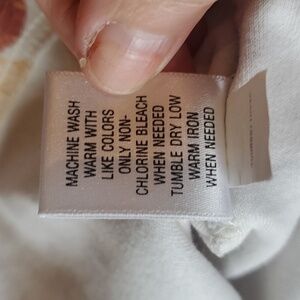 MACHINE WASH
WARM WITH
LIKE COLORS
ONLY NON-
CHLORINE BLEACH
WHEN NEEDED
TUMBLE DRY LOW
WARM IRON
WHEN NEEDED